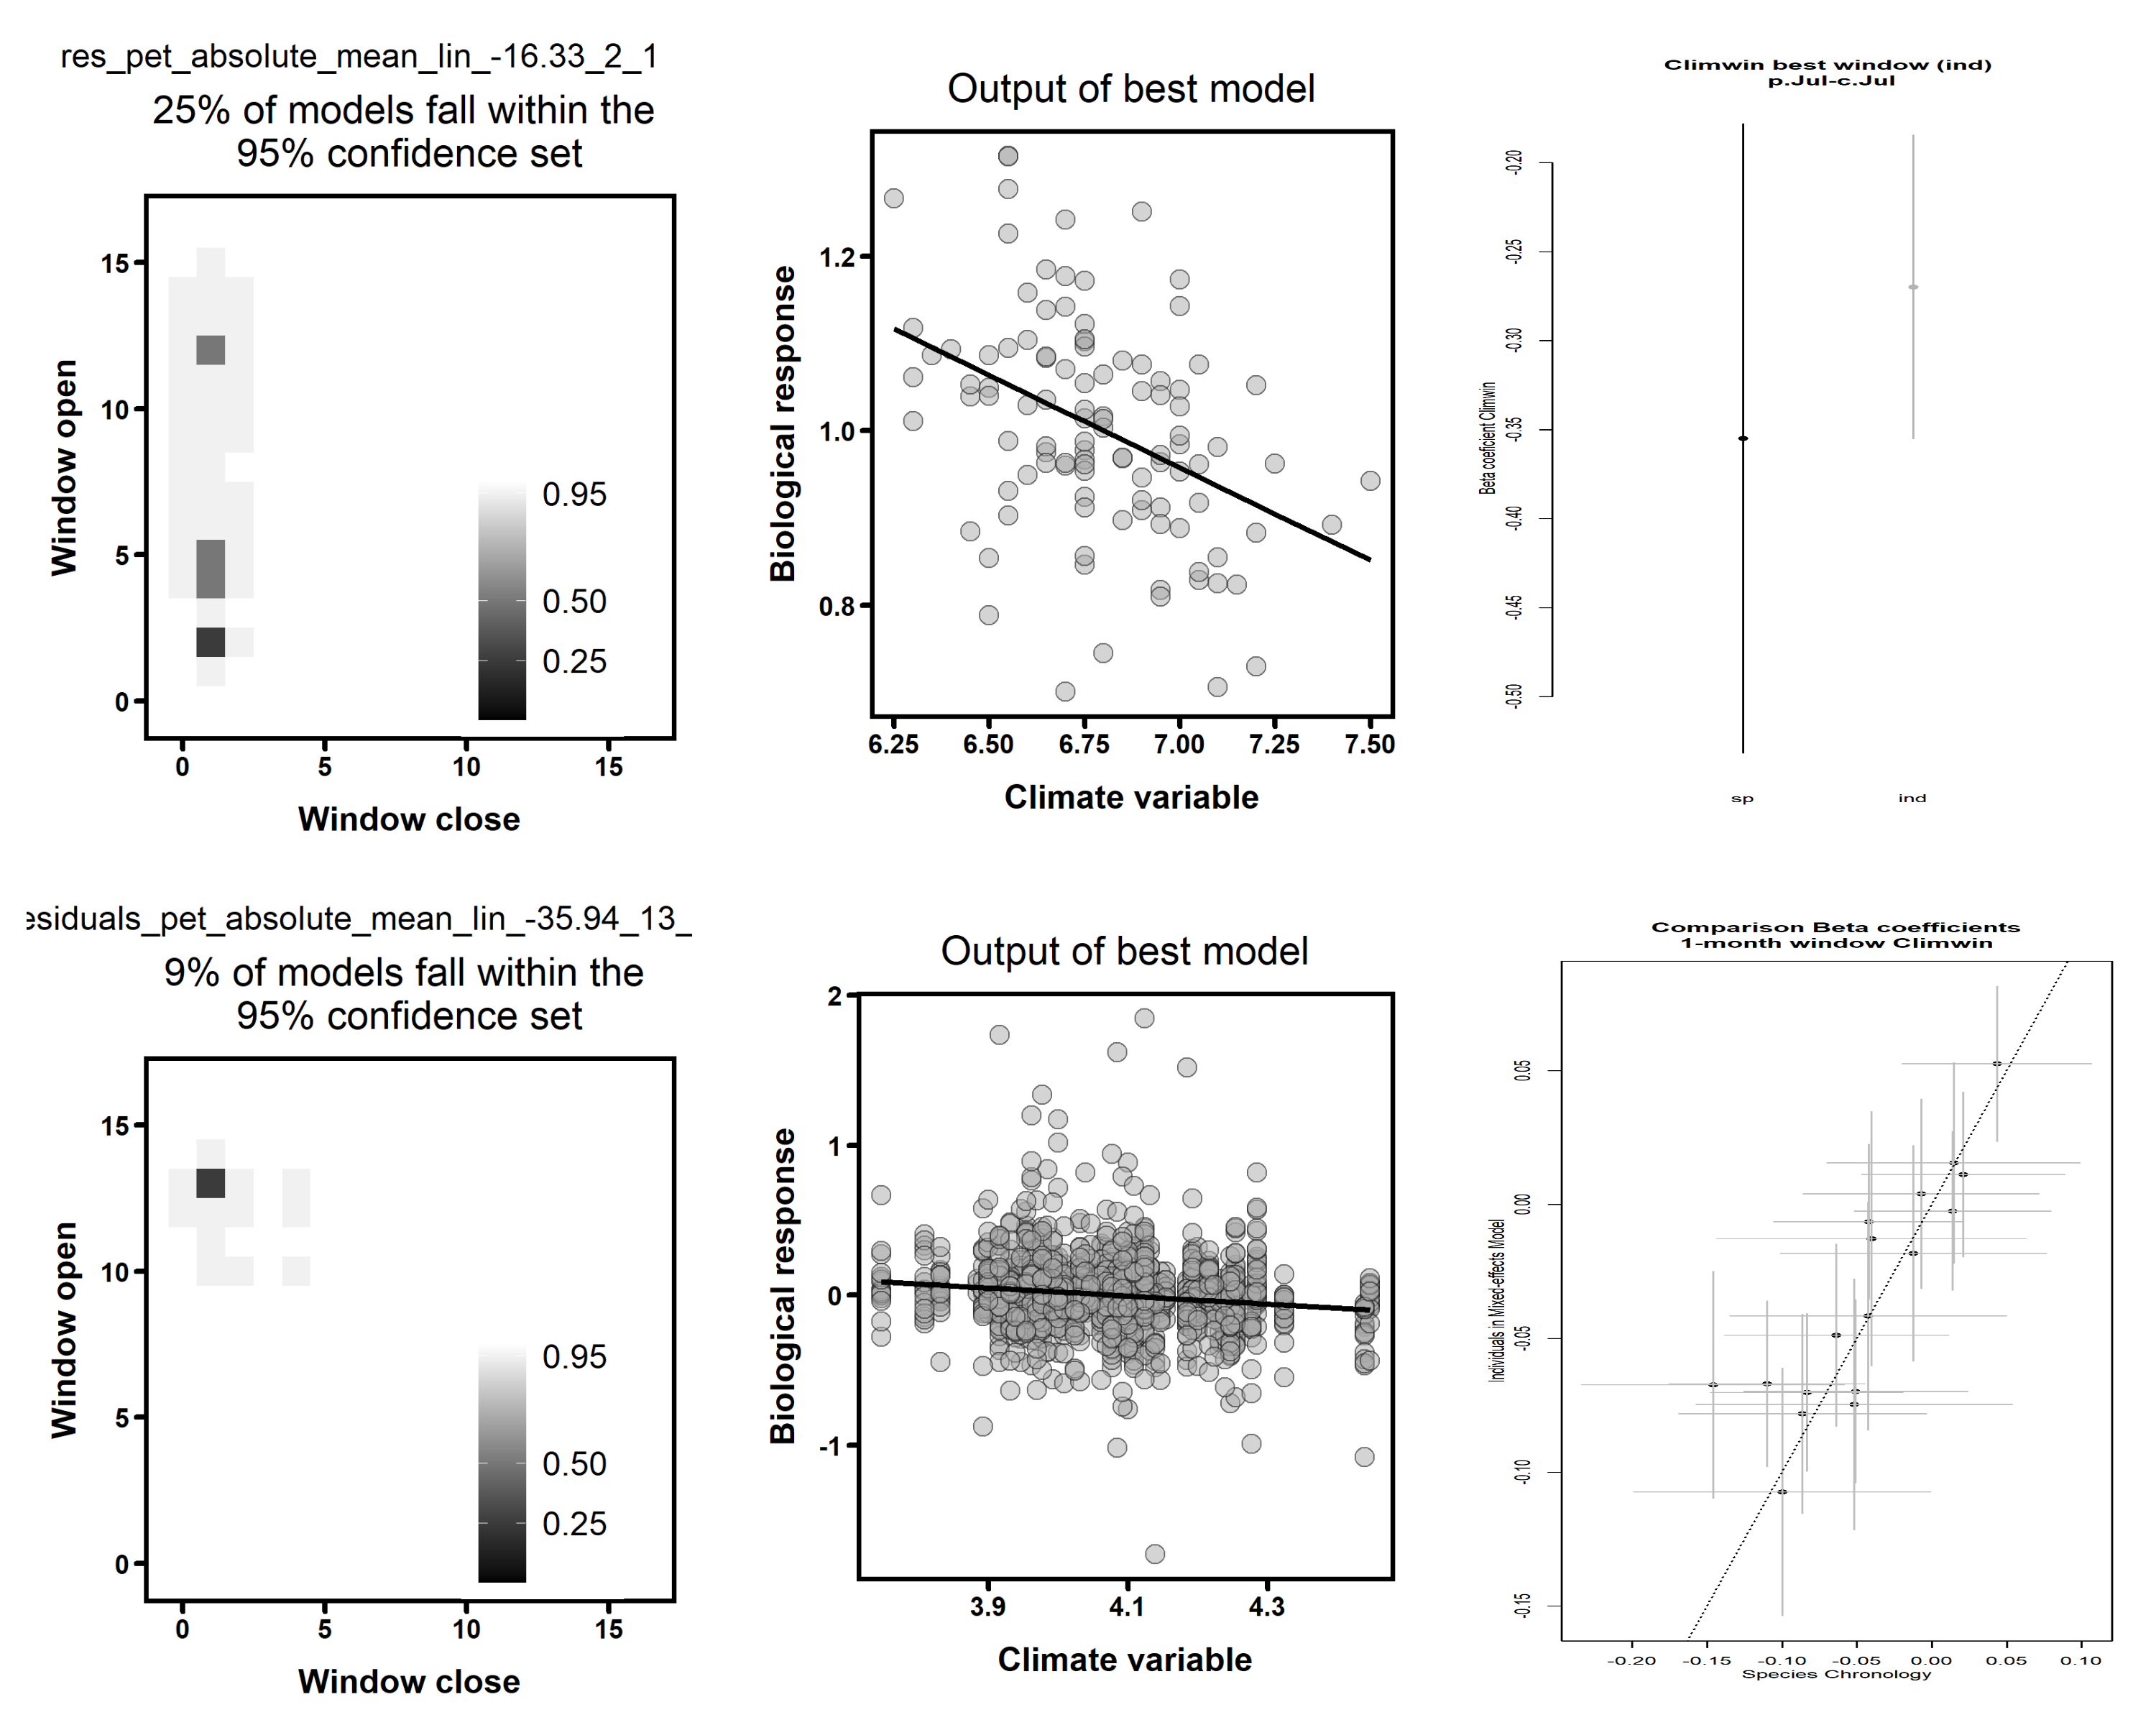 res_pet_absolute_mean_lin_-16.33_2_1
25% of models fall within the
95% confidence set
Window open
15
10
5
0
0.95
0.50
0.25
0 5 10 15
Window close
Output of best model
Biological response
1.2
1.0
0.8
6.25 6.50 6.75 7.00 7.25 7.50
Climate variable
Climwin best window (ind)
p.Jul-c.Jul
Beta coeficient Climwin
-0.20
-0.25
-0.30
-0.35
-0.40
-0.45
-0.50
sp ind
esiduals_pet_absolute_mean_lin_-35.94_13_
9% of models fall within the
95% confidence set
Window open
15
10
5
0
0.95
0.50
0.25
0 5 10 15
Window close
Output of best model
Biological response
2
1
0
-1
3.9 4.1 4.3
Climate variable
Comparison Beta coefficients
1-month window Climwin
Individuals in Mixed-effects Model
0.05
0.00
-0.05
-0.10
-0.15
-0.20 -0.15 -0.10 -0.05 0.00 0.05 0.10
Species Chronology